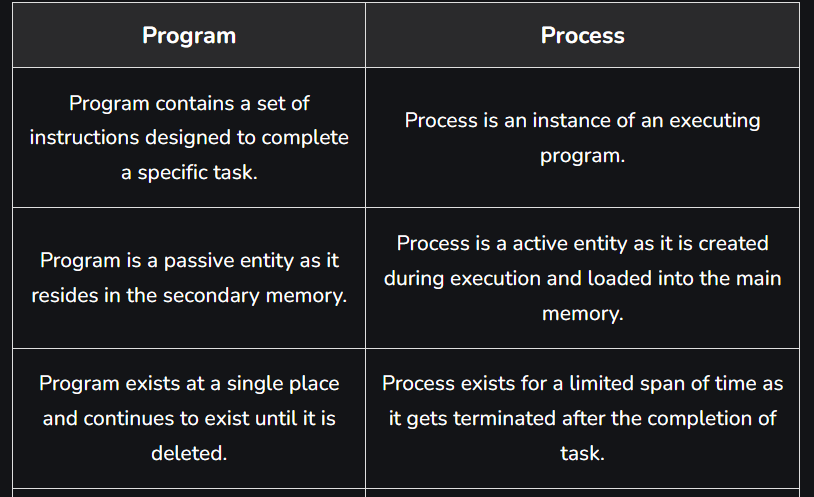 Program
Process
Program contains a set of
instructions designed to complete
a specific task.
Process is an instance of an executing
program.
Program is a passive entity as it
resides in the secondary memory.
Process is a active entity as it is created
during execution and loaded into the main
memory.
Program exists at a single place
and continues to exist until it is
deleted.
Process exists for a limited span of time as
it gets terminated after the completion of
task.